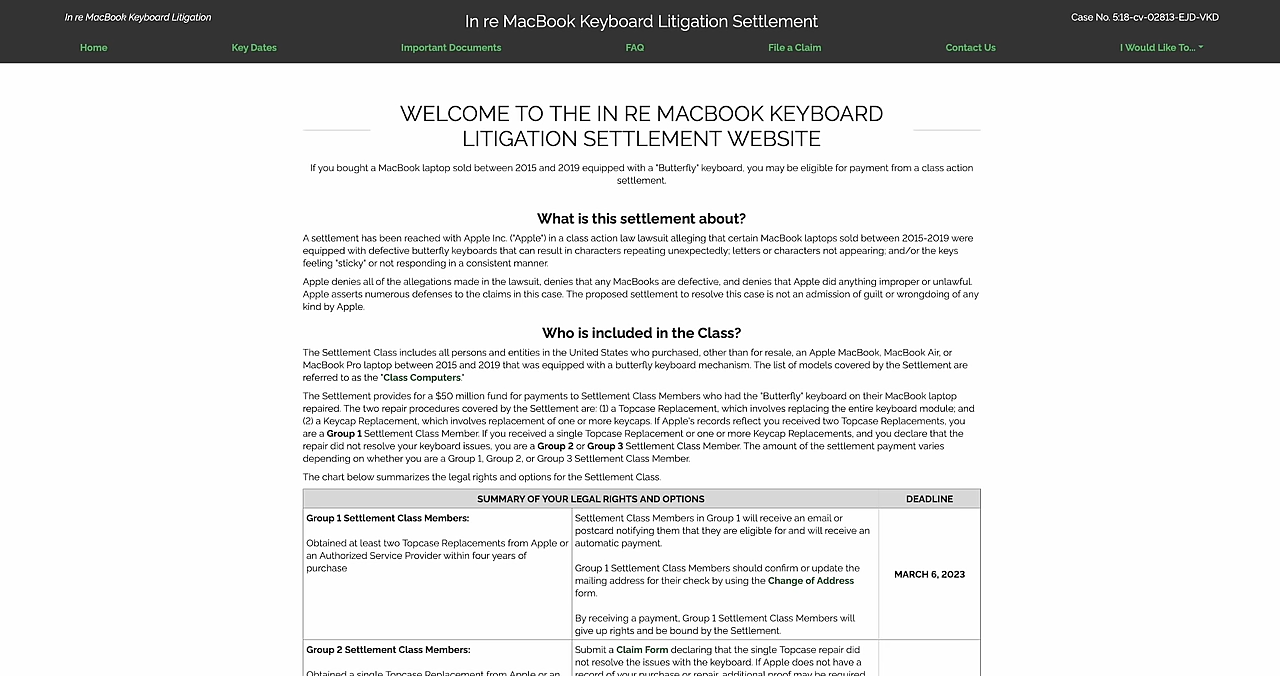 In re MacBook Keyboard Litigation
In re MacBook Keyboard Litigation Settlement
Case No. 5:18-cv-02813-EJD-VKD
Home
Key Dates
Important Documents
FAQ
File a Claim
Contact Us
I Would Like To...
WELCOME TO THE IN RE MACBOOK KEYBOARD
LITIGATION SETTLEMENT WEBSITE
If you bought a MacBook laptop sold between 2015 and 2019 equipped with a "Butterfly" keyboard, you may be eligible for payment from a class action
settlement.
What is this settlement about?
A settlement has been reached with Apple Inc. ("Apple") in a class action law lawsuit alleging that certain MacBook laptops sold between 2015-2019 were
equipped with defective butterfly keyboards that can result in characters repeating unexpectedly; letters or characters not appearing; and/or the keys
feeling "sticky" or not responding in a consistent manner.
Apple denies all of the allegations made in the lawsuit, denies that any MacBooks are defective, and denies that Apple did anything improper or unlawful.
Apple asserts numerous defenses to the claims in this case. The proposed settlement to resolve this case is not an admission of guilt or wrongdoing of any
kind by Apple.
Who is included in the Class?
The Settlement Class includes all persons and entities in the United States who purchased, other than for resale, an Apple MacBook, MacBook Air, or
MacBook Pro laptop between 2015 and 2019 that was equipped with a butterfly keyboard mechanism. The list of models covered by the Settlement are
referred to as the "Class Computers."
The Settlement provides for a $50 million fund for payments to Settlement Class Members who had the "Butterfly" keyboard on their MacBook laptop
repaired. The two repair procedures covered by the Settlement are: (1) a Topcase Replacement, which involves replacing the entire keyboard module; and
(2) a Keycap Replacement, which involves replacement of one or more keycaps. If Apple's records reflect you received two Topcase Replacements, you
are a Group 1 Settlement Class Member. If you received a single Topcase Replacement or one or more Keycap Replacements, and you declare that the
repair did not resolve your keyboard issues, you are a Group 2 or Group 3 Settlement Class Member. The amount of the settlement payment varies
depending on whether you are a Group 1, Group 2, or Group 3 Settlement Class Member.
The chart below summarizes the legal rights and options for the Settlement Class.
SUMMARY OF YOUR LEGAL RIGHTS AND OPTIONS
DEADLINE
Group 1 Settlement Class Members:
Obtained at least two Topcase Replacements from Apple or
an Authorized Service Provider within four years of
purchase
Settlement Class Members in Group 1 will receive an email or
postcard notifying them that they are eligible for and will receive an
automatic payment.
Group 1 Settlement Class Members should confirm or update the
mailing address for their check by using the Change of Address
form.
By receiving a payment, Group 1 Settlement Class Members will
give up rights and be bound by the Settlement.
MARCH 6, 2023
Group 2 Settlement Class Members:
Obtained a single Topcase Replacement from Apple or an
Submit a Claim Form declaring that the single Topcase repair did
not resolve the issues with the keyboard. If Apple does not have a
record of your purchase or repair, additional proof may be required